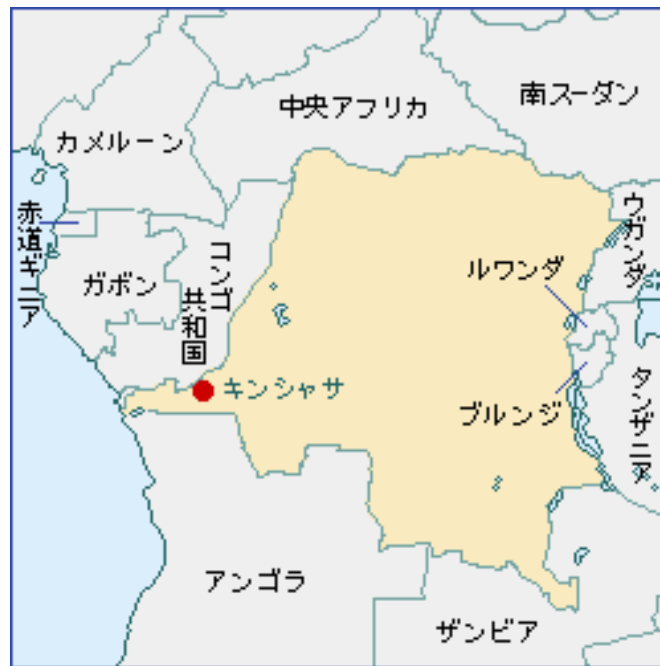 中央アフリカ
南スーダン
カメルーン
赤道ギニア
ガボン
コンゴ
共和国
ウガンダ
ルワンダ
キンシャサ
ブルンジ
タンザニア
アンゴラ
ザンビア